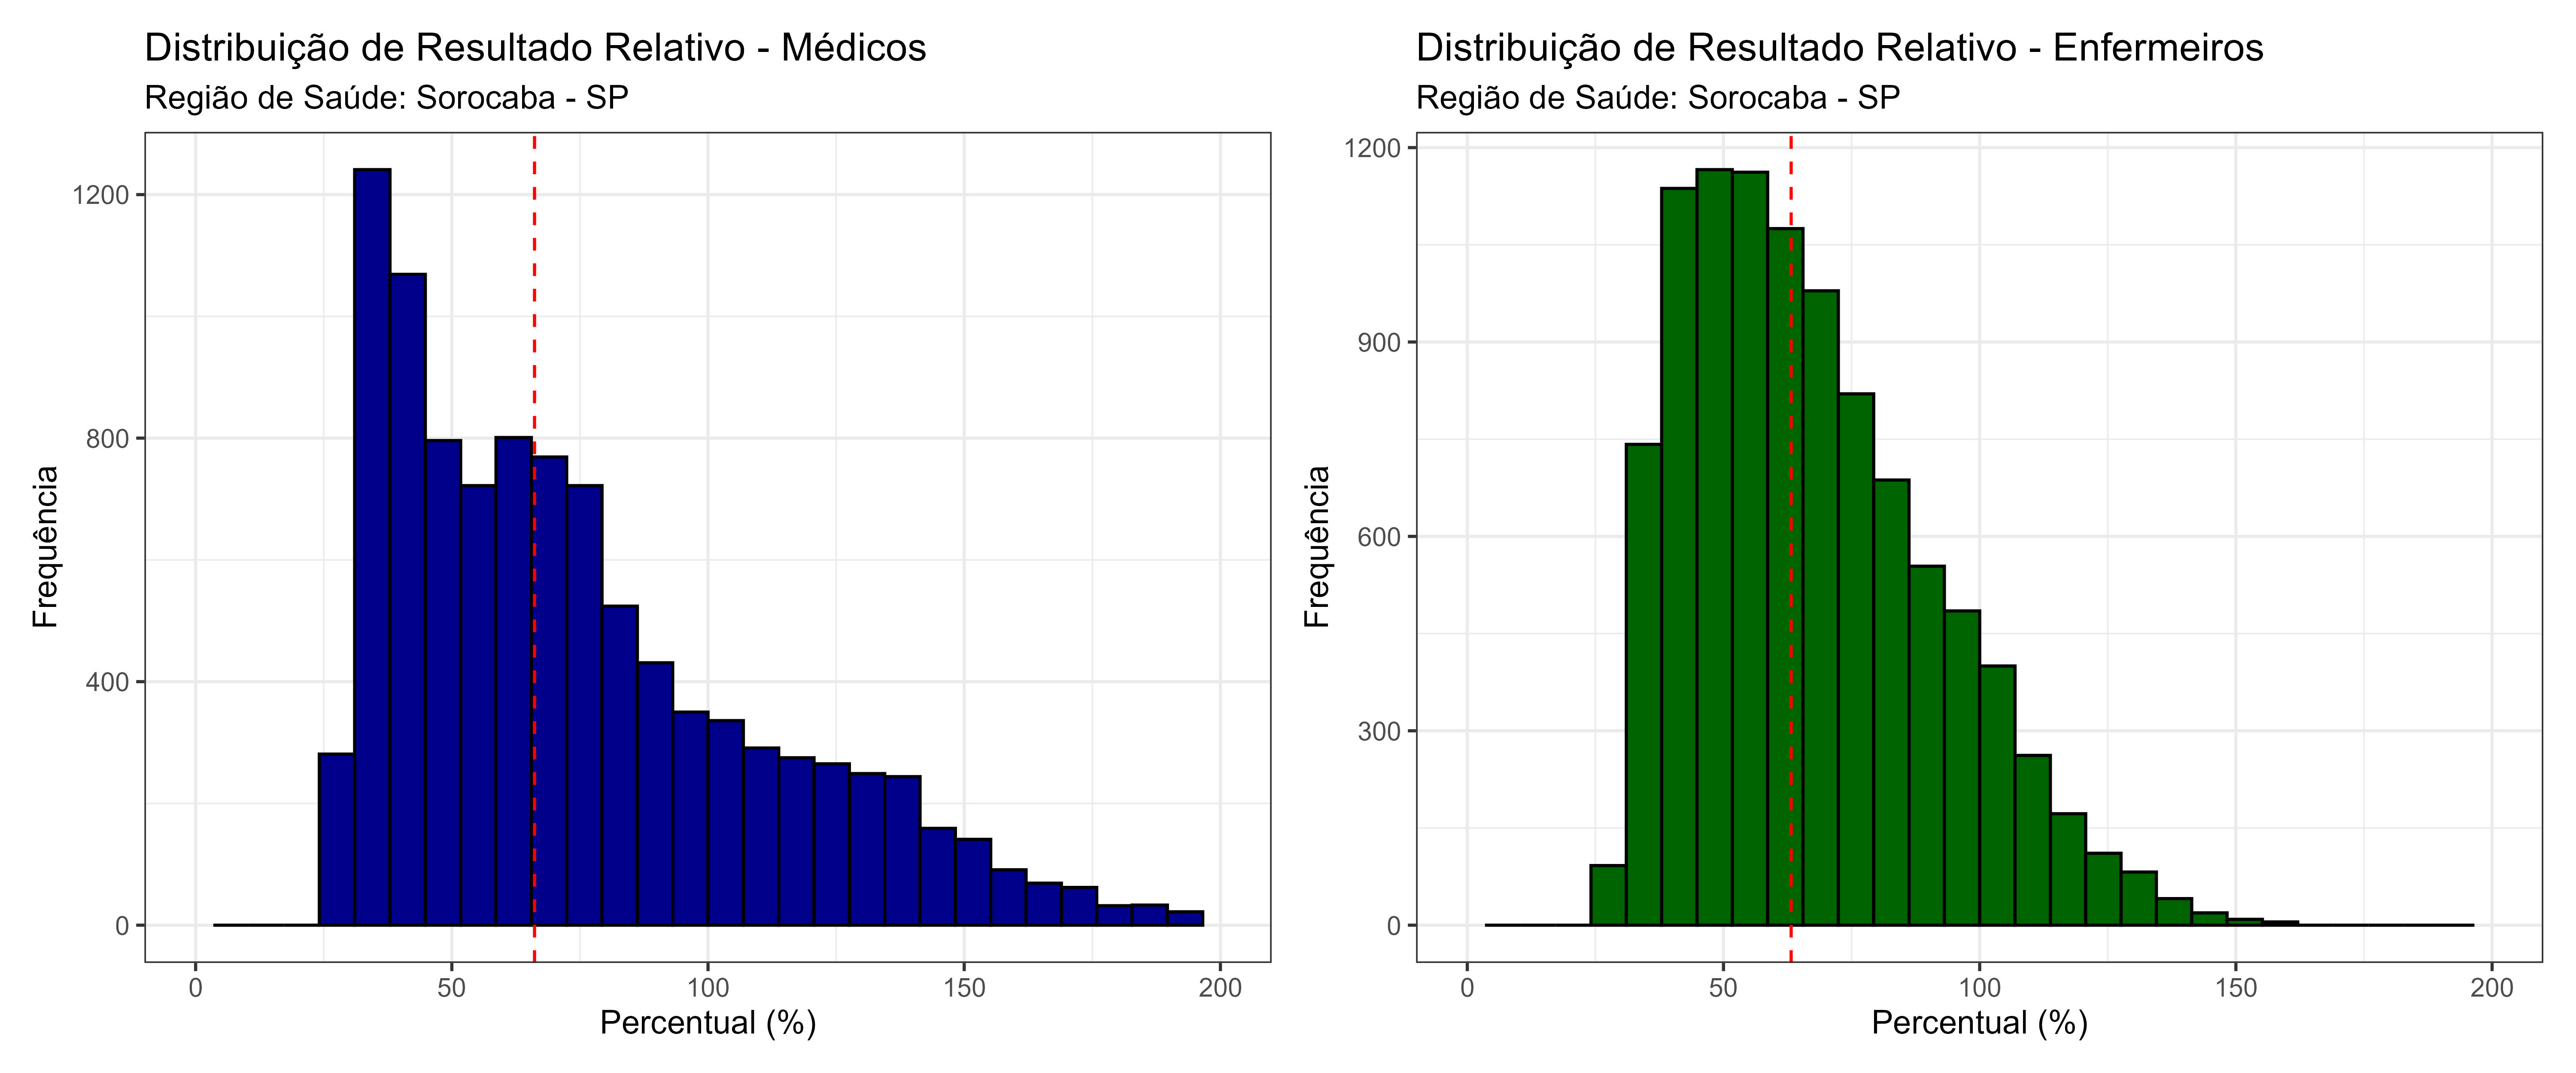 Distribuição de Resultado Relativo - Médicos
Região de Saúde: Sorocaba - SP
1200
800
400
0
Frequência
0 50 100 150 200
Percentual (%)
Distribuição de Resultado Relativo - Enfermeiros
Região de Saúde: Sorocaba - SP
1200
900
600
300
0
Frequência
0 50 100 150 200
Percentual (%)